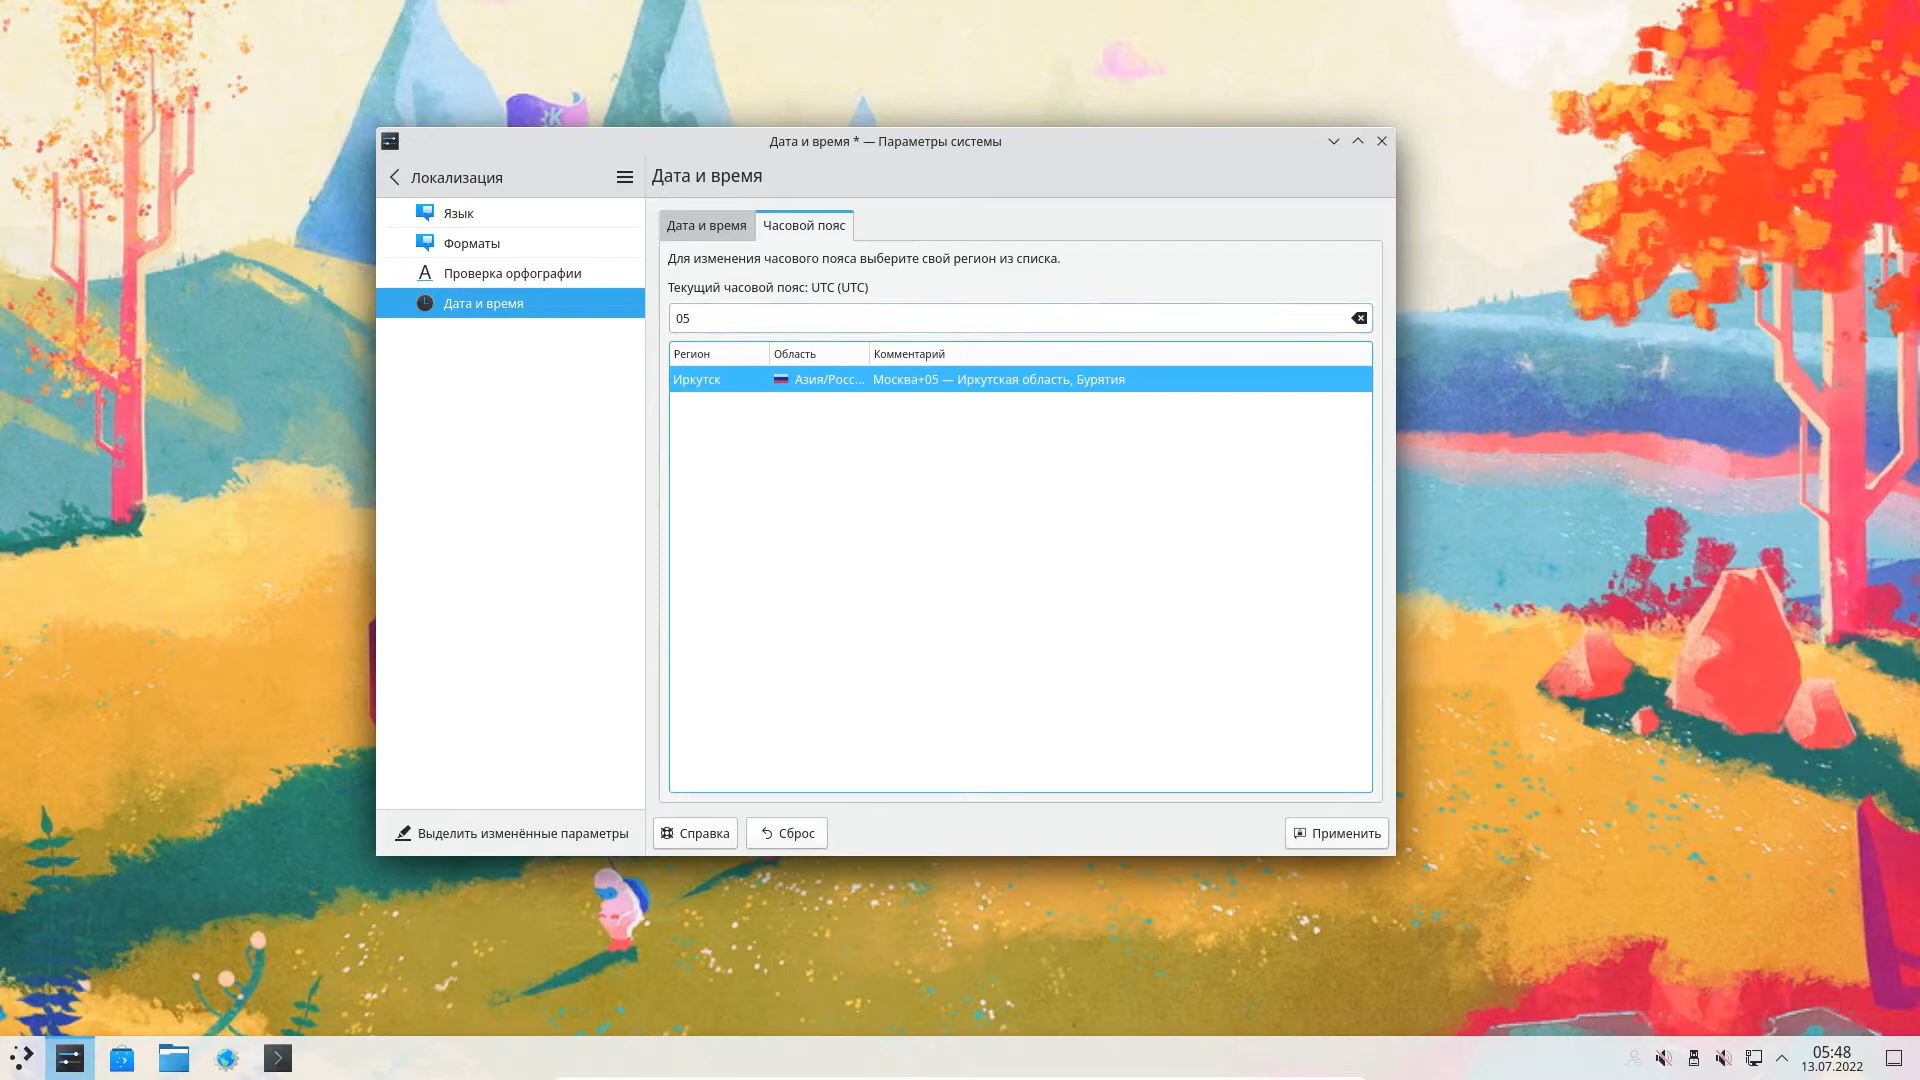 Дата и время * — Параметры системы
Локализация
Дата и время
Язык
Форматы
Проверка орфографии
Дата и время
Дата и время
Часовой пояс
Для изменения часового пояса выберите свой регион из списка.
Текущий часовой пояс: UTC (UTC)
05
Регион
Область
Комментарий
Иркутск
Азия/Росс...
Москва+05 — Иркутская область, Бурятия
Выделить изменённые параметры
Справка
Сброс
Применить
05:48
13.07.2022